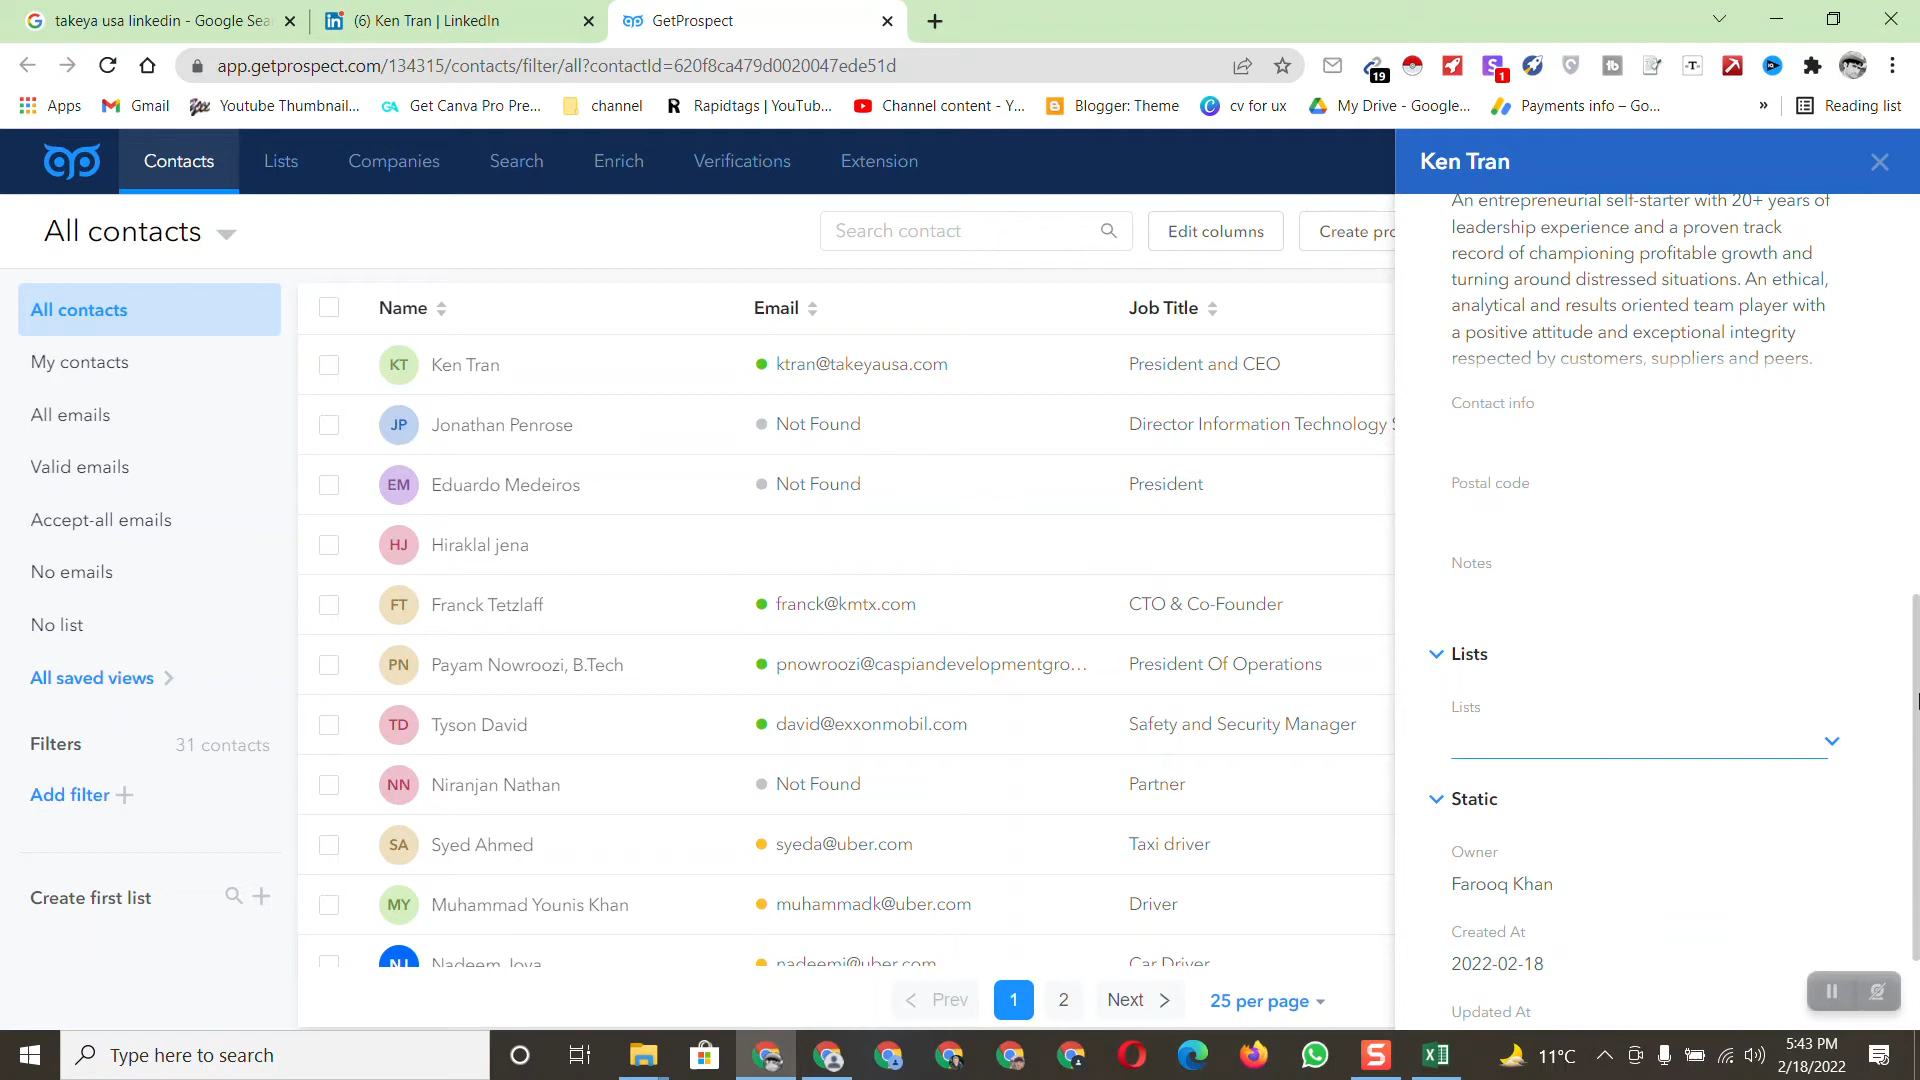 takeya usa linkedin - Google Sea
(6) Ken Tran | LinkedIn
GetProspect
app.getprospect.com/134315/contacts/filter/all?contactId=620f8ca479d0020047ede51d
19
1
Apps
Gmail
Youtube Thumbnail...
Get Canva Pro Pre...
channel
Rapidtags | YouTub...
Channel content - Y...
Blogger: Theme
cv for ux
My Drive - Google...
Payments info – Go...
»
Reading list
Contacts
Lists
Companies
Search
Enrich
Verifications
Extension
Ken Tran
All contacts
Search contact
Edit columns
Create pro
All contacts
My contacts
All emails
Valid emails
Accept-all emails
No emails
No list
All saved views
Filters
31 contacts
Add filter
Create first list
Name
Email
Job Title
KT Ken Tran ktran@takeyausa.com President and CEO
JP Jonathan Penrose Not Found Director Information Technology S
EM Eduardo Medeiros Not Found President
HJ Hiraklal jena
FT Franck Tetzlaff franck@kmtx.com CTO & Co-Founder
PN Payam Nowroozi, B.Tech pnowroozi@caspiandevelopmentgro... President Of Operations
TD Tyson David david@exxonmobil.com Safety and Security Manager
NN Niranjan Nathan Not Found Partner
SA Syed Ahmed syeda@uber.com Taxi driver
MY Muhammad Younis Khan muhammadk@uber.com Driver
NJ Nadeem Joya nadeemj@uber.com Car Driver
Prev
1
2
Next
25 per page
An entrepreneurial self-starter with 20+ years of
leadership experience and a proven track
record of championing profitable growth and
turning around distressed situations. An ethical,
analytical and results oriented team player with
a positive attitude and exceptional integrity
respected by customers, suppliers and peers.
Contact info
Postal code
Notes
Lists
Lists
Static
Owner
Farooq Khan
Created At
2022-02-18
Updated At
Type here to search
11°C
5:43 PM
2/18/2022